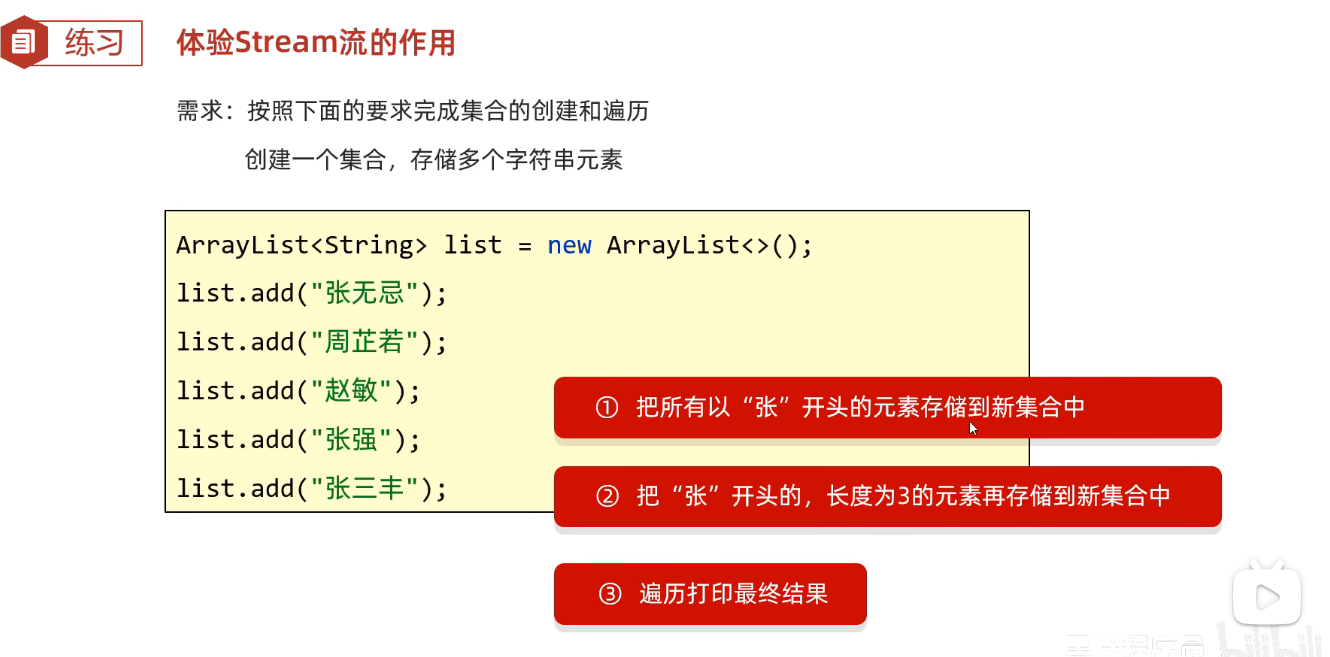 练习
体验Stream流的作用
需求：按照下面的要求完成集合的创建和遍历
创建一个集合，存储多个字符串元素
ArrayList<String> list = new ArrayList<>();
list.add("张无忌");
list.add("周芷若");
list.add("赵敏");
list.add("张强");
list.add("张三丰");
① 把所有以“张”开头的元素存储到新集合中
② 把“张”开头的，长度为3的元素再存储到新集合中
③ 遍历打印最终结果
bilibili